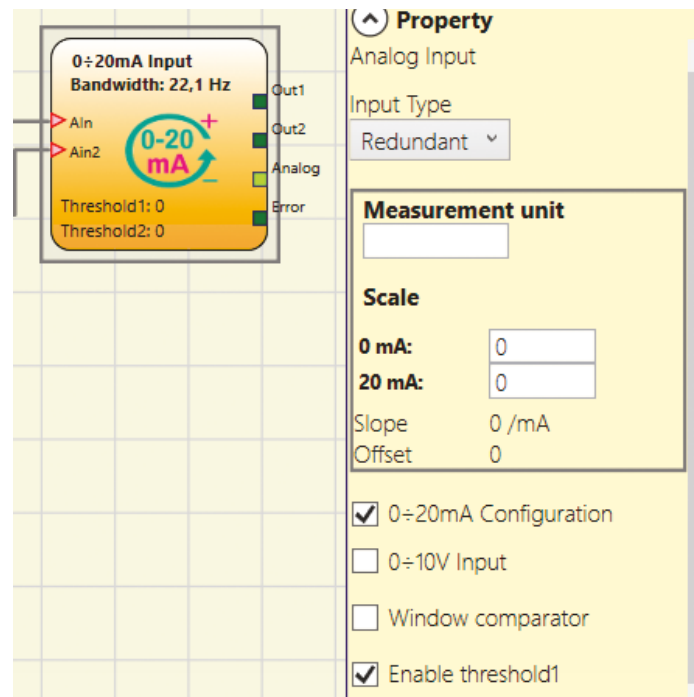 0÷20mA Input
Bandwidth: 22,1 Hz
AIn
Ain2
0-20
mA
+
−
Out1
Out2
Analog
Error
Threshold1: 0
Threshold2: 0
Property
Analog Input
Input Type
Redundant
Measurement unit
Scale
0 mA: 0
20 mA: 0
Slope 0 /mA
Offset 0
0÷20mA Configuration
0÷10V Input
Window comparator
Enable threshold1